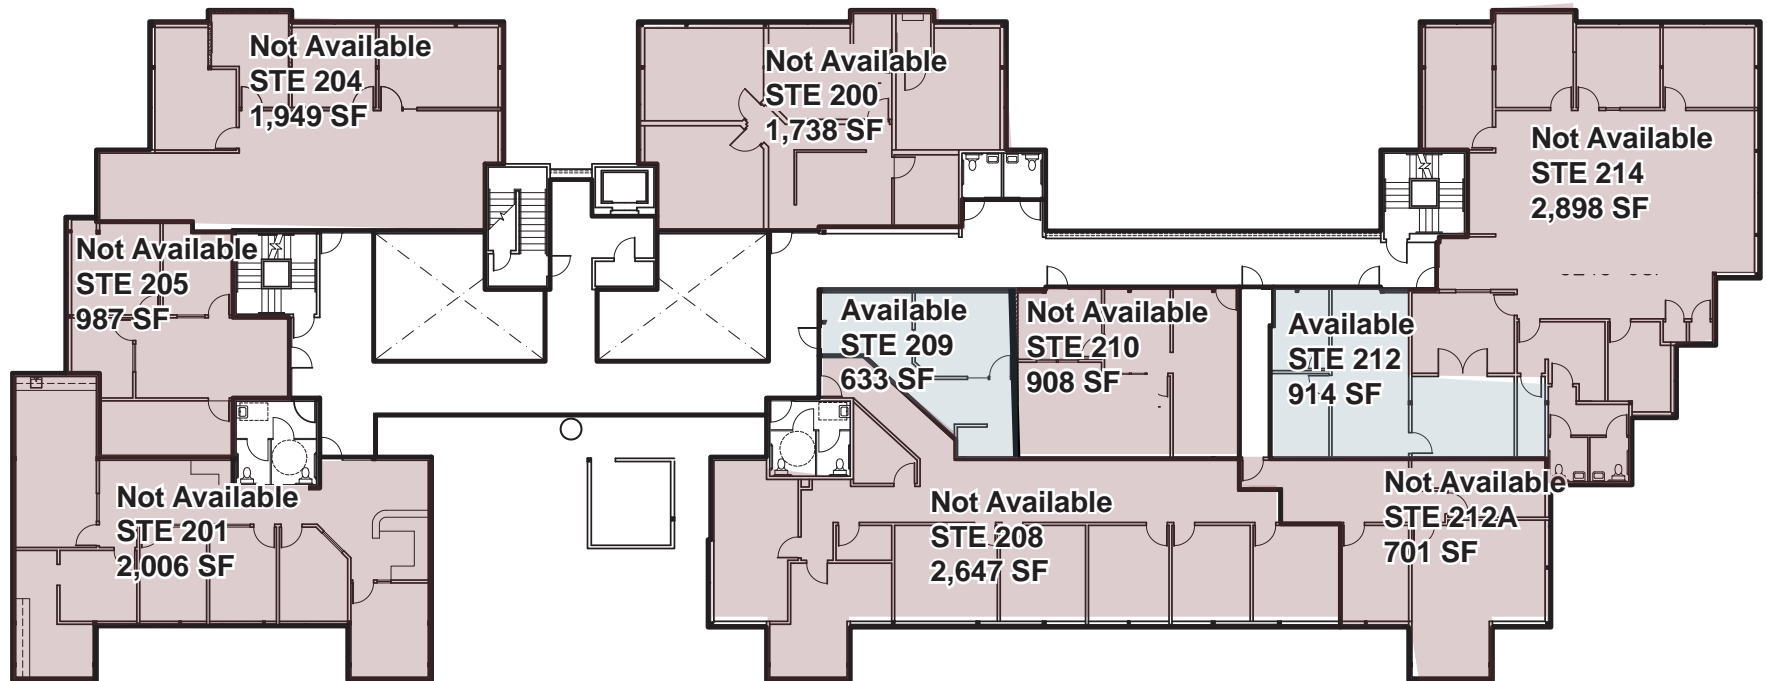 Not Available
STE 204
1,949 SF
Not Available
STE 200
1,738 SF
Not Available
STE 214
2,898 SF
Not Available
STE 205
987 SF
Available
STE 209
633 SF
Not Available
STE 210
908 SF
Available
STE 212
914 SF
Not Available
STE 201
2,006 SF
Not Available
STE 208
2,647 SF
Not Available
STE 212A
701 SF